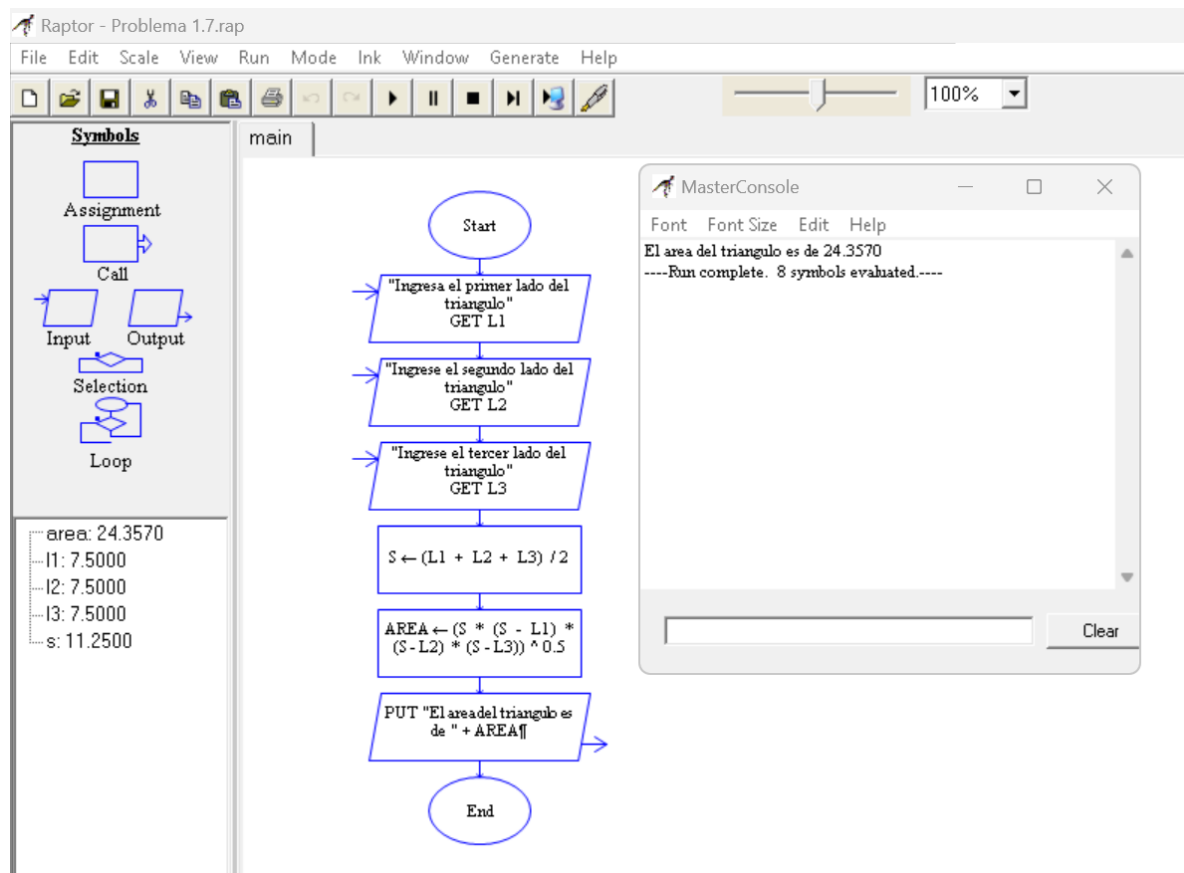 Raptor - Problema 1.7.rap
File Edit Scale View Run Mode Ink Window Generate Help
100%
Symbols
Assignment
Call
Input Output
Selection
Loop
area: 24.3570
l1: 7.5000
l2: 7.5000
l3: 7.5000
s: 11.2500
main
Start
"Ingresa el primer lado del
triangulo"
GET L1
"Ingrese el segundo lado del
triangulo"
GET L2
"Ingrese el tercer lado del
triangulo"
GET L3
S ← (L1 + L2 + L3) / 2
AREA ← (S * (S - L1) *
(S - L2) * (S - L3)) ^ 0.5
PUT "El area del triangulo es
de " + AREA¶
End
MasterConsole
Font Font Size Edit Help
El area del triangulo es de 24.3570
----Run complete. 8 symbols evaluated.----
Clear